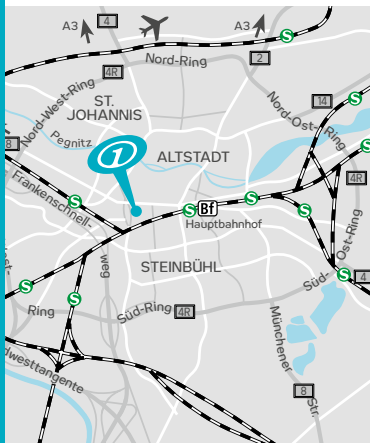 A3
4
A3
S
Nord-Ring
2
4R
ST.
JOHANNIS
Nord-West-Ring
14
S
Nord-Ost-Ring
Pegnitz
8
1
ALTSTADT
S
4R
Frankenschnell-
weg
S
S
Bf
S
S
Hauptbahnhof
STEINBÜHL
Süd-Ost-Ring
S
4
S
S
Ring
Süd-Ring
4R
Münchener
Str.
8
dwesttangente